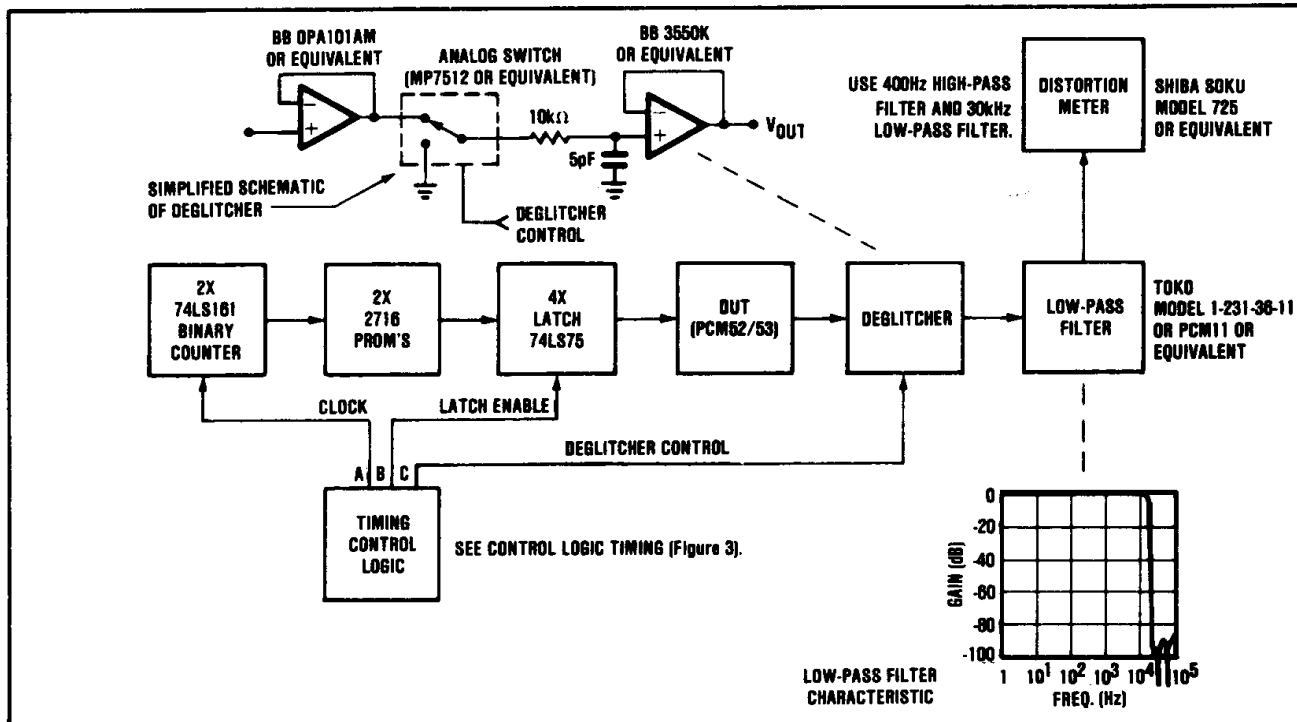 BB OPA101AM
OR EQUIVALENT
ANALOG SWITCH
(MP7512 OR EQUIVALENT)
BB 3550K
OR EQUIVALENT
10kΩ
5pF
VOUT
SIMPLIFIED SCHEMATIC
OF DEGLITCHER
DEGLITCHER
CONTROL
USE 400Hz HIGH-PASS
FILTER AND 30kHz
LOW-PASS FILTER.
DISTORTION
METER
SHIBA SOKU
MODEL 725
OR EQUIVALENT
2X
74LS161
BINARY
COUNTER
2X
2716
PROM'S
4X
LATCH
74LS75
DUT
(PCM52/53)
DEGLITCHER
LOW-PASS
FILTER
TOKO
MODEL 1-231-36-11
OR PCM11 OR
EQUIVALENT
CLOCK
LATCH ENABLE
DEGLITCHER CONTROL
A B C
TIMING
CONTROL
LOGIC
SEE CONTROL LOGIC TIMING (Figure 3).
GAIN (dB)
0
-20
-40
-60
-80
-100
1 10¹ 10² 10³ 10⁴ 10⁵
FREQ. (Hz)
LOW-PASS FILTER
CHARACTERISTIC